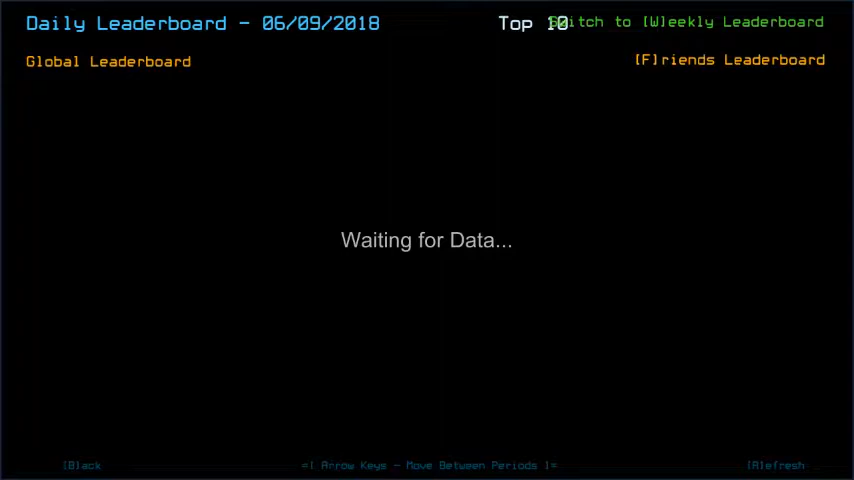 Daily Leaderboard - 06/09/2018
Top 10
Switch to [W]eekly Leaderboard
Global Leaderboard
[F]riends Leaderboard
Waiting for Data...
[B]ack
=[ Arrow Keys - Move Between Periods ]=
[R]efresh